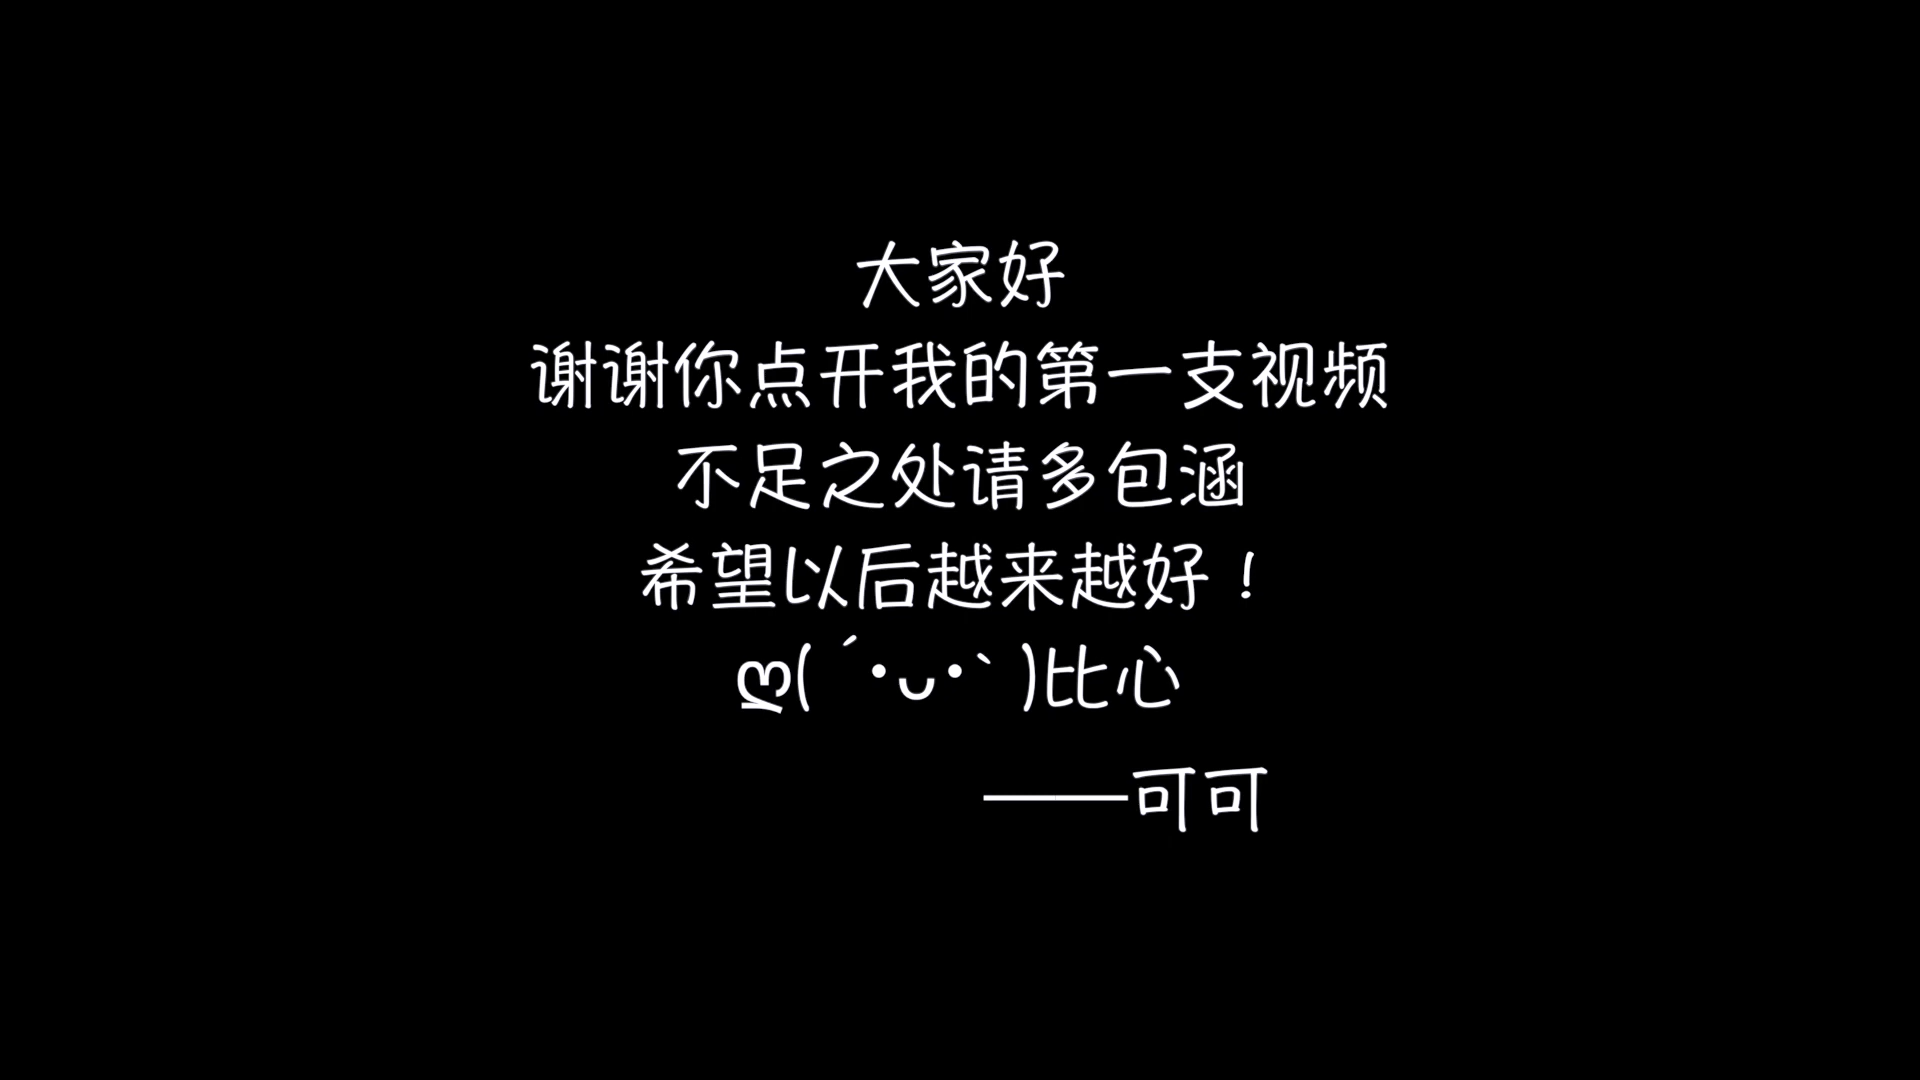 大家好
谢谢你点开我的第一支视频
不足之处请多包涵
希望以后越来越好！
ღ( ´･ᴗ･` )比心
——可可